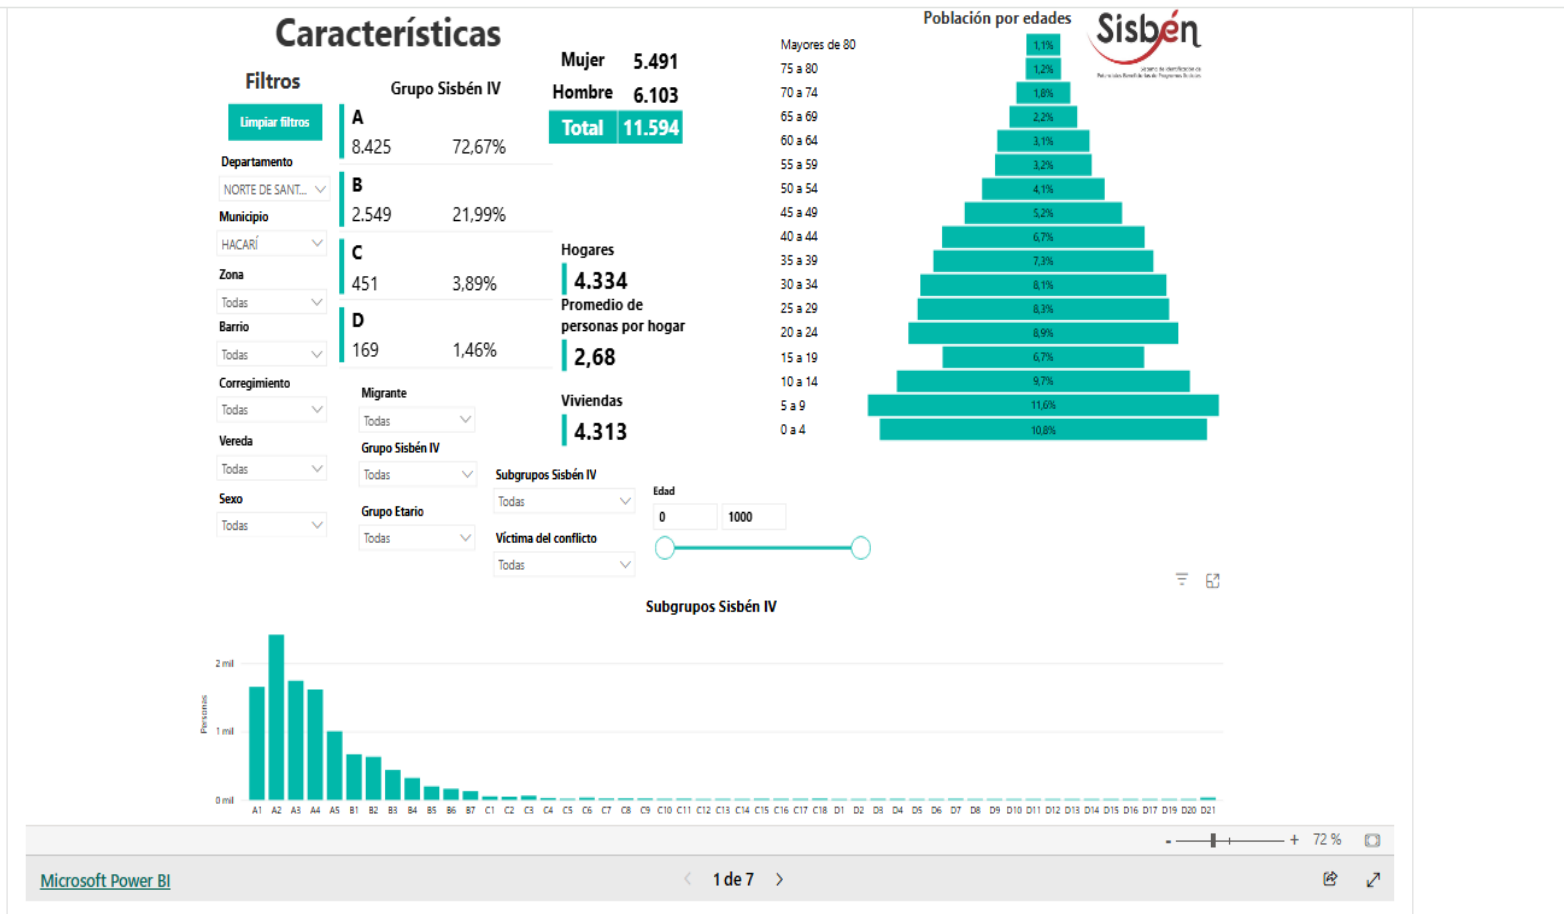 Características
Filtros
Limpiar filtros
Departamento
NORTE DE SANT...
Municipio
HACARÍ
Zona
Todas
Barrio
Todas
Corregimiento
Todas
Vereda
Todas
Sexo
Todas
Grupo Sisbén IV
A
8.425 72,67%
B
2.549 21,99%
C
451 3,89%
D
169 1,46%
Migrante
Todas
Grupo Sisbén IV
Todas
Grupo Etario
Todas
Mujer 5.491
Hombre 6.103
Total 11.594
Hogares
4.334
Promedio de
personas por hogar
2,68
Viviendas
4.313
Subgrupos Sisbén IV
Todas
Víctima del conflicto
Todas
Edad
0 1000
Población por edades
Sisbén
Sistema de Identificación de
Potenciales Beneficiarios de Programas Sociales
Mayores de 80 1,1%
75 a 80 1,2%
70 a 74 1,8%
65 a 69 2,2%
60 a 64 3,1%
55 a 59 3,2%
50 a 54 4,1%
45 a 49 5,2%
40 a 44 6,7%
35 a 39 7,3%
30 a 34 8,1%
25 a 29 8,3%
20 a 24 8,9%
15 a 19 6,7%
10 a 14 9,7%
5 a 9 11,6%
0 a 4 10,8%
Subgrupos Sisbén IV
Personas
2 mil
1 mil
0 mil
A1 A2 A3 A4 A5 B1 B2 B3 B4 B5 B6 B7 C1 C2 C3 C4 C5 C6 C7 C8 C9 C10 C11 C12 C13 C14 C15 C16 C17 C18 D1 D2 D3 D4 D5 D6 D7 D8 D9 D10 D11 D12 D13 D14 D15 D16 D17 D19 D20 D21
- + 72 %
Microsoft Power BI
1 de 7